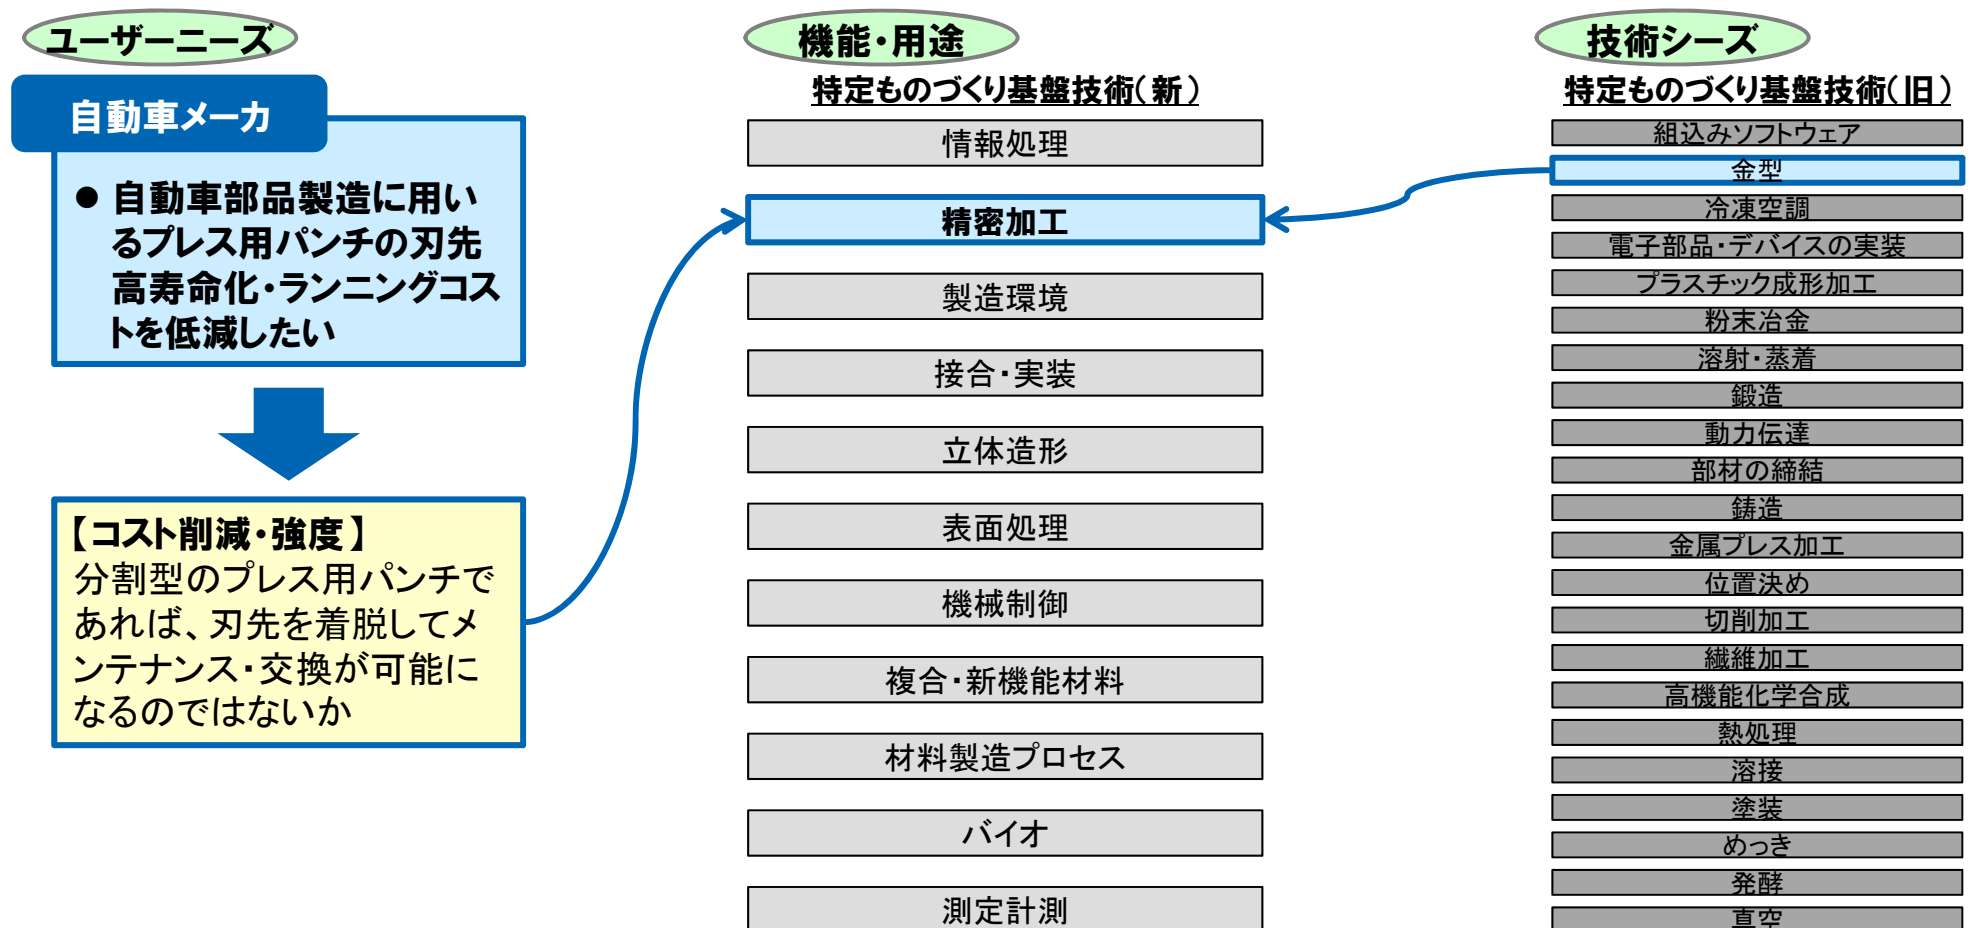 ユーザーニーズ
自動車メーカ
● 自動車部品製造に用い
るプレス用パンチの刃先
高寿命化・ランニングコス
トを低減したい
【コスト削減・強度】
分割型のプレス用パンチで
あれば、刃先を着脱してメ
ンテナンス・交換が可能に
なるのではないか
機能・用途
特定ものづくり基盤技術（新）
情報処理
精密加工
製造環境
接合・実装
立体造形
表面処理
機械制御
複合・新機能材料
材料製造プロセス
バイオ
測定計測
技術シーズ
特定ものづくり基盤技術（旧）
組込みソフトウェア
金型
冷凍空調
電子部品・デバイスの実装
プラスチック成形加工
粉末冶金
溶射・蒸着
鍛造
動力伝達
部材の締結
鋳造
金属プレス加工
位置決め
切削加工
繊維加工
高機能化学合成
熱処理
溶接
塗装
めっき
発酵
真空